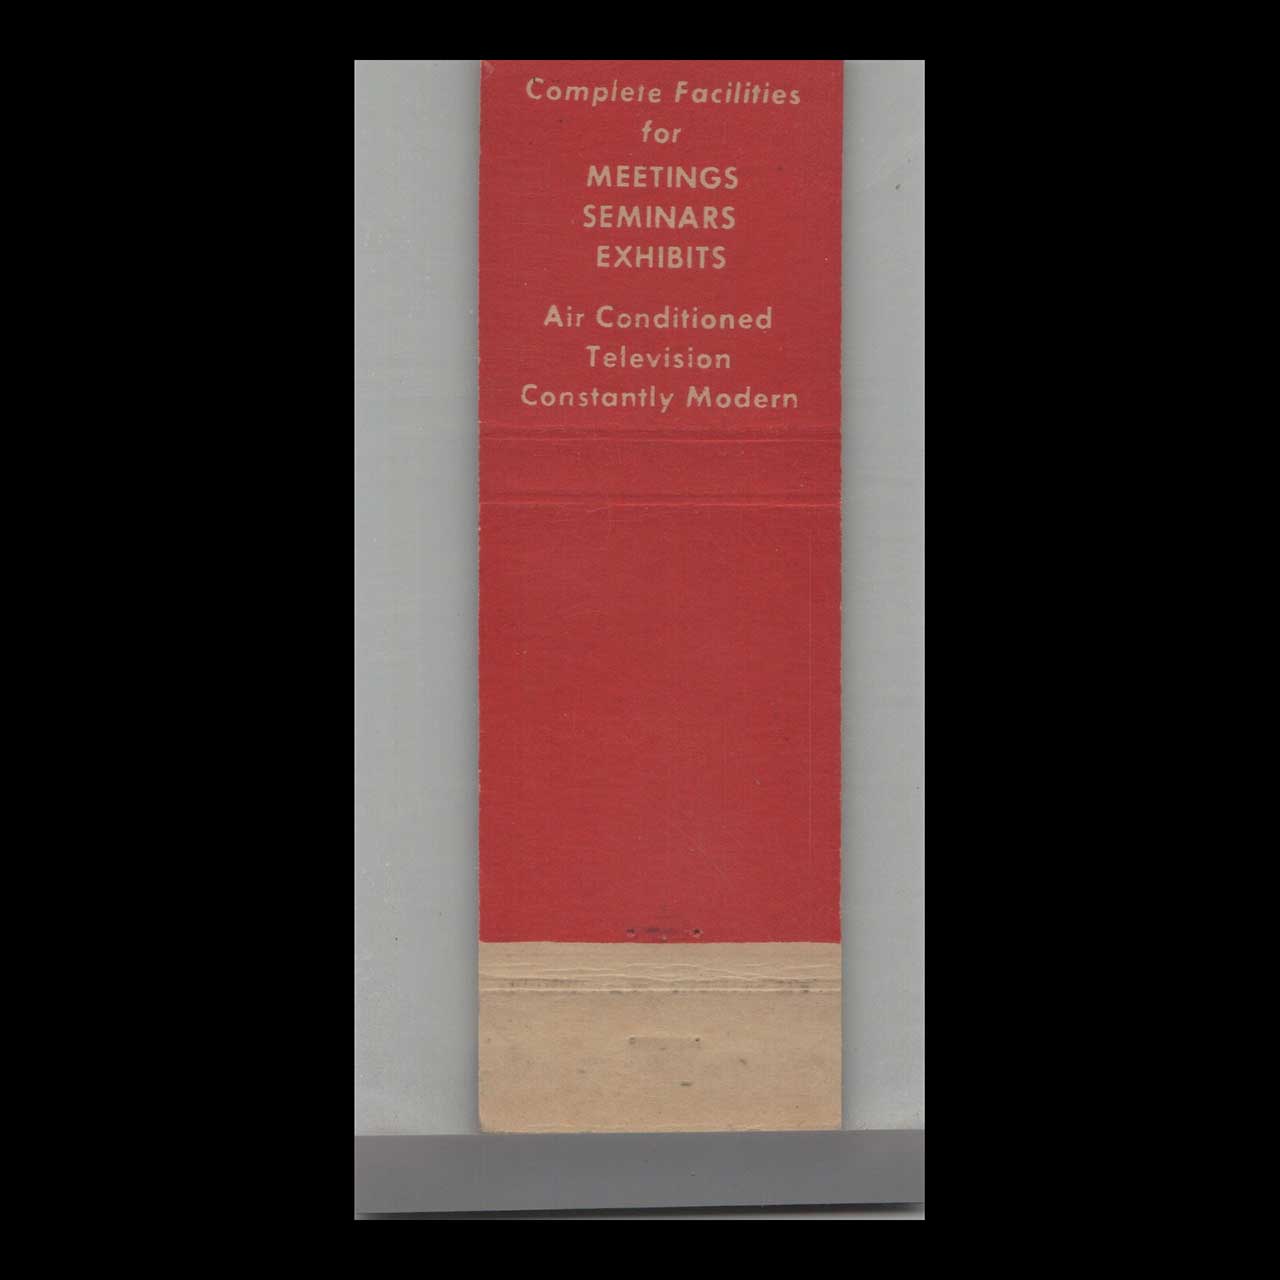 Complete Facilities
for
MEETINGS
SEMINARS
EXHIBITS
Air Conditioned
Television
Constantly Modern